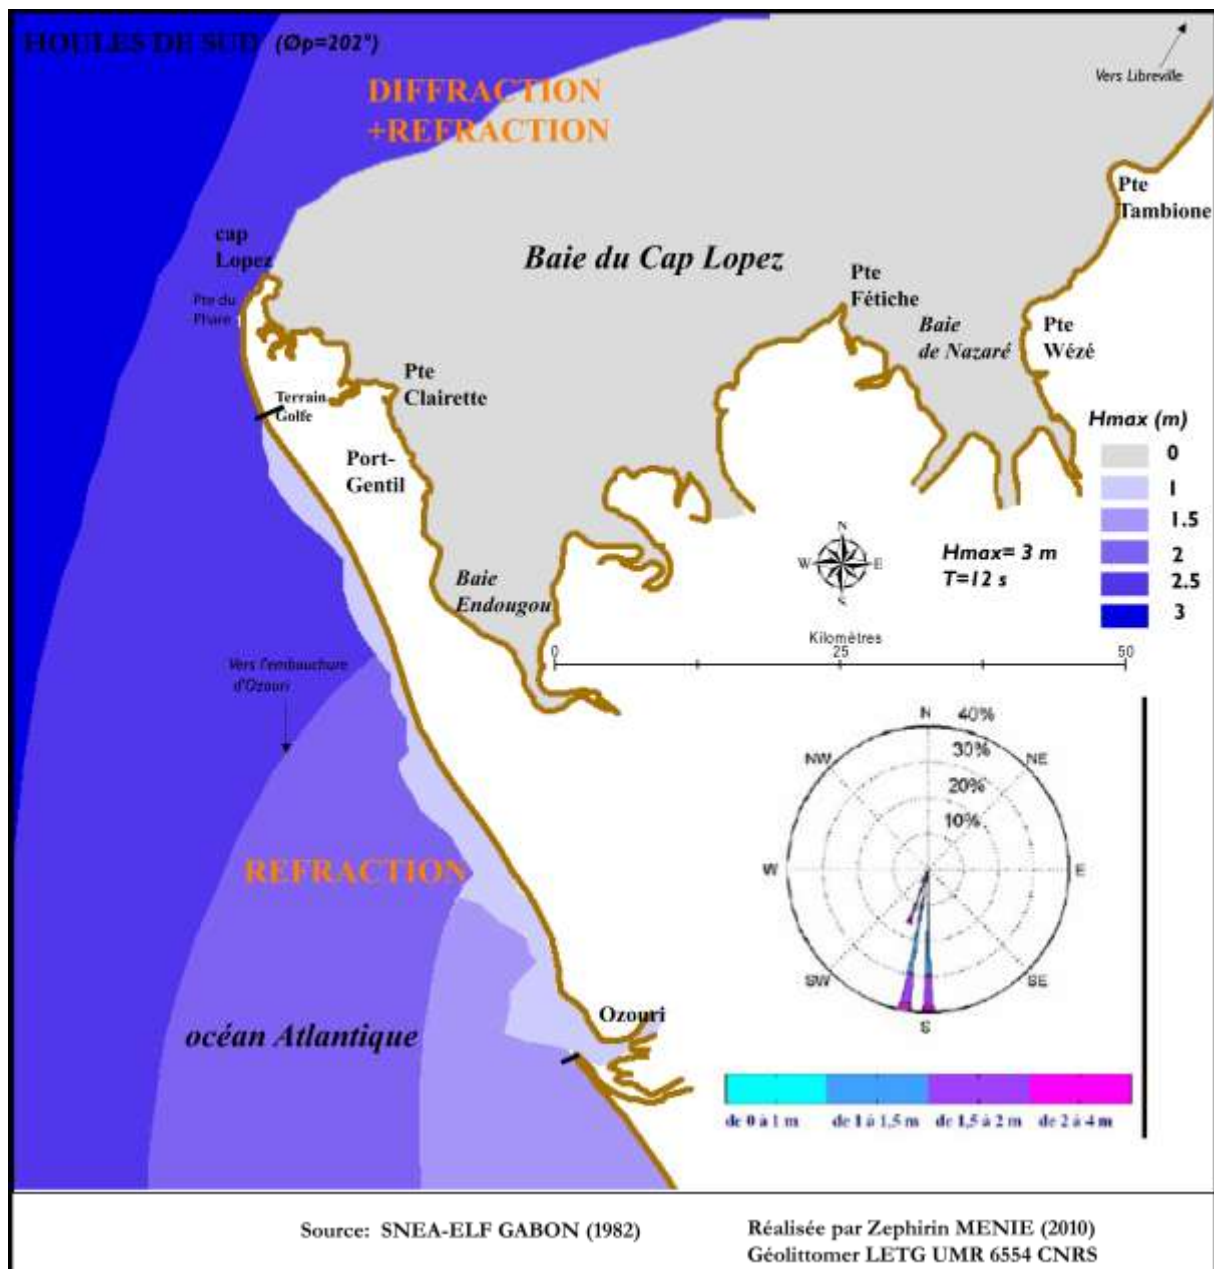 HOULES DE SUD (Øp=202°)
Vers Libreville
DIFFRACTION
+REFRACTION
Pte
Tambione
cap
Lopez
Baie du Cap Lopez
Pte
Fétiche
Pte du
Phare
Baie
de Nazaré
Pte
Wézé
Pte
Clairette
Terrain
Golfe
Port-
Gentil
Hmax (m)
0
1
1.5
2
2.5
3
N
W
E
S
Hmax= 3 m
T=12 s
Baie
Endougou
Kilomètres
0
25
50
Vers l'embouchure
d'Ozouri
N
40%
30%
20%
10%
NW
NE
W
E
SW
SE
S
REFRACTION
océan Atlantique
Ozouri
de 0 à 1 m
de 1 à 1,5 m
de 1,5 à 2 m
de 2 à 4 m
Source: SNEA-ELF GABON (1982)
Réalisée par Zephirin MENIE (2010)
Géolittomer LETG UMR 6554 CNRS